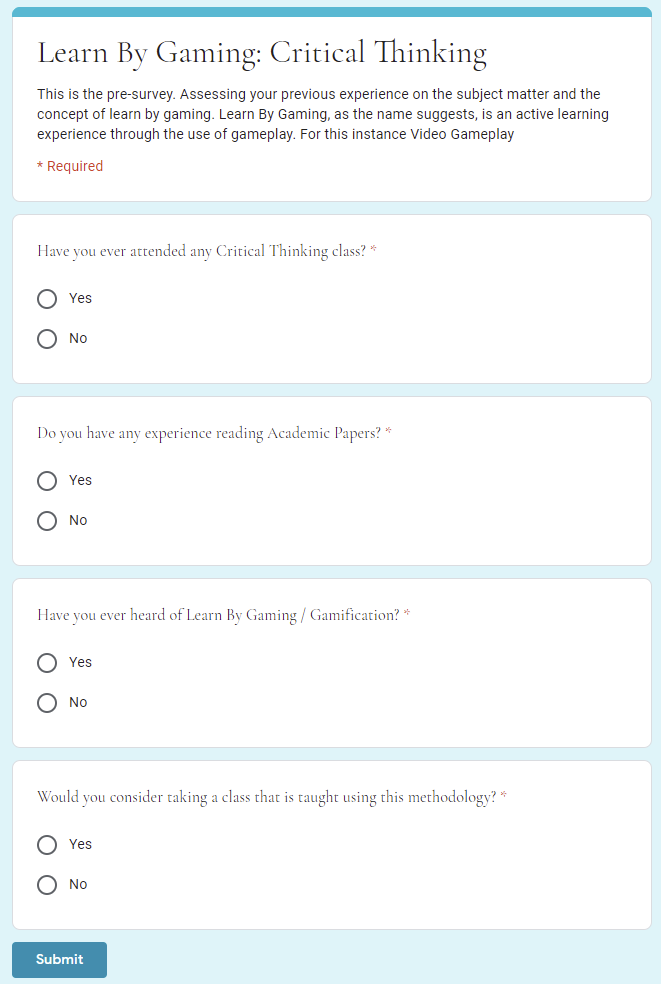 Learn By Gaming: Critical Thinking
This is the pre-survey. Assessing your previous experience on the subject matter and the
concept of learn by gaming. Learn By Gaming, as the name suggests, is an active learning
experience through the use of gameplay. For this instance Video Gameplay
* Required
Have you ever attended any Critical Thinking class? *
Yes
No
Do you have any experience reading Academic Papers? *
Yes
No
Have you ever heard of Learn By Gaming / Gamification? *
Yes
No
Would you consider taking a class that is taught using this methodology? *
Yes
No
Submit